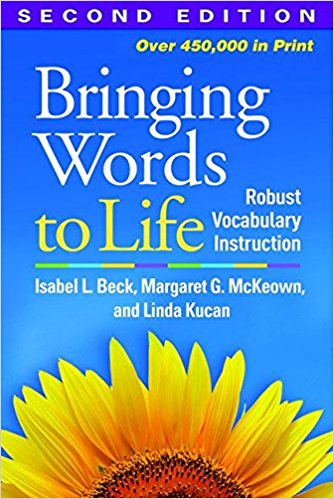 SECOND EDITION
Over 450,000 in Print
Bringing
Words
to Life
Robust
Vocabulary
Instruction
Isabel L. Beck, Margaret G. McKeown,
and Linda Kucan